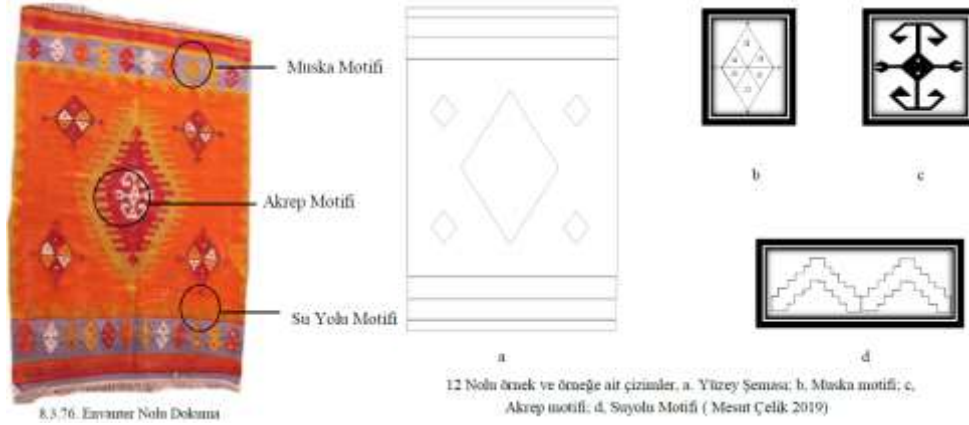 Muska Motifi
Akrep Motifi
Su Yolu Motifi
8.3.76. Envanter Nolu Dokuma
a
b
c
d
12 Nolu örnek ve örneğe ait çizimler, a. Yüzey Şeması; b, Muska motifi; c,
Akrep motifi; d, Suyolu Motifi ( Mesut Çelik 2019)